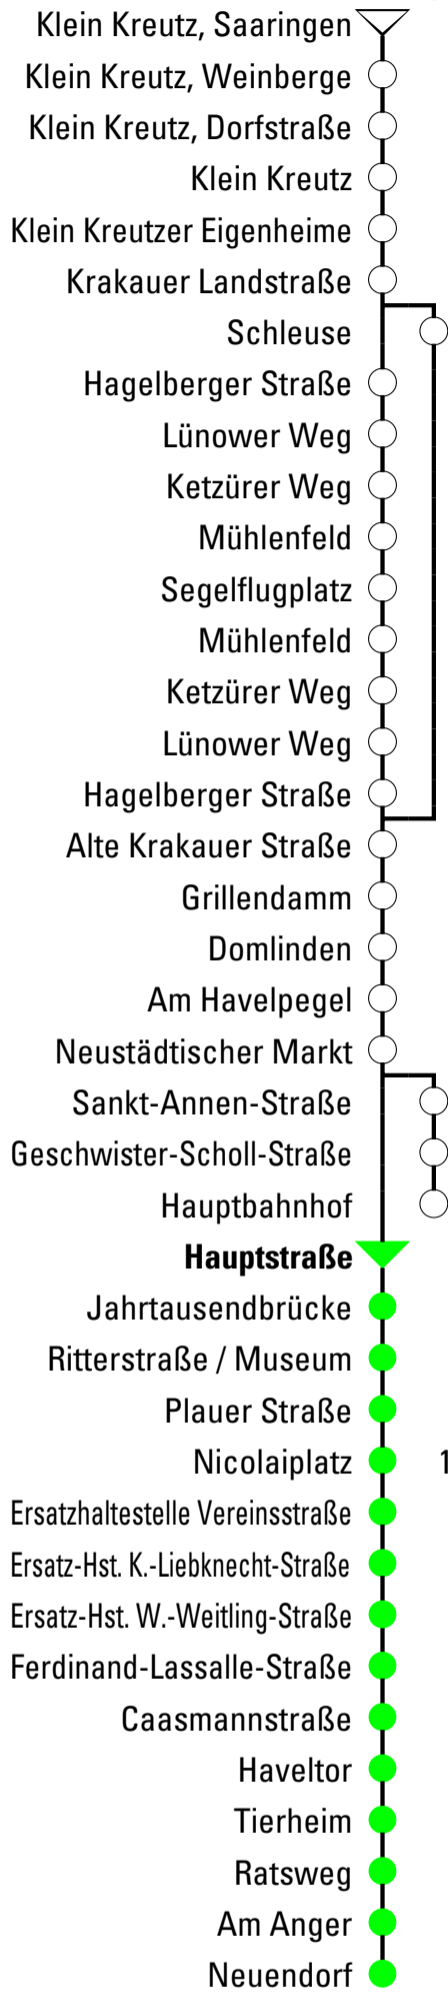 Klein Kreutz, Saaringen
Klein Kreutz, Weinberge
Klein Kreutz, Dorfstraße
Klein Kreutz
Klein Kreutzer Eigenheime
Krakauer Landstraße
Schleuse
Hagelberger Straße
Lünower Weg
Ketzürer Weg
Mühlenfeld
Segelflugplatz
Mühlenfeld
Ketzürer Weg
Lünower Weg
Hagelberger Straße
Alte Krakauer Straße
Grillendamm
Domlinden
Am Havelpegel
Neustädtischer Markt
Sankt-Annen-Straße
Geschwister-Scholl-Straße
Hauptbahnhof
Hauptstraße
Jahrtausendbrücke
Ritterstraße / Museum
Plauer Straße
Nicolaiplatz 1
Ersatzhaltestelle Vereinsstraße
Ersatz-Hst. K.-Liebknecht-Straße
Ersatz-Hst. W.-Weitling-Straße
Ferdinand-Lassalle-Straße
Caasmannstraße
Haveltor
Tierheim
Ratsweg
Am Anger
Neuendorf